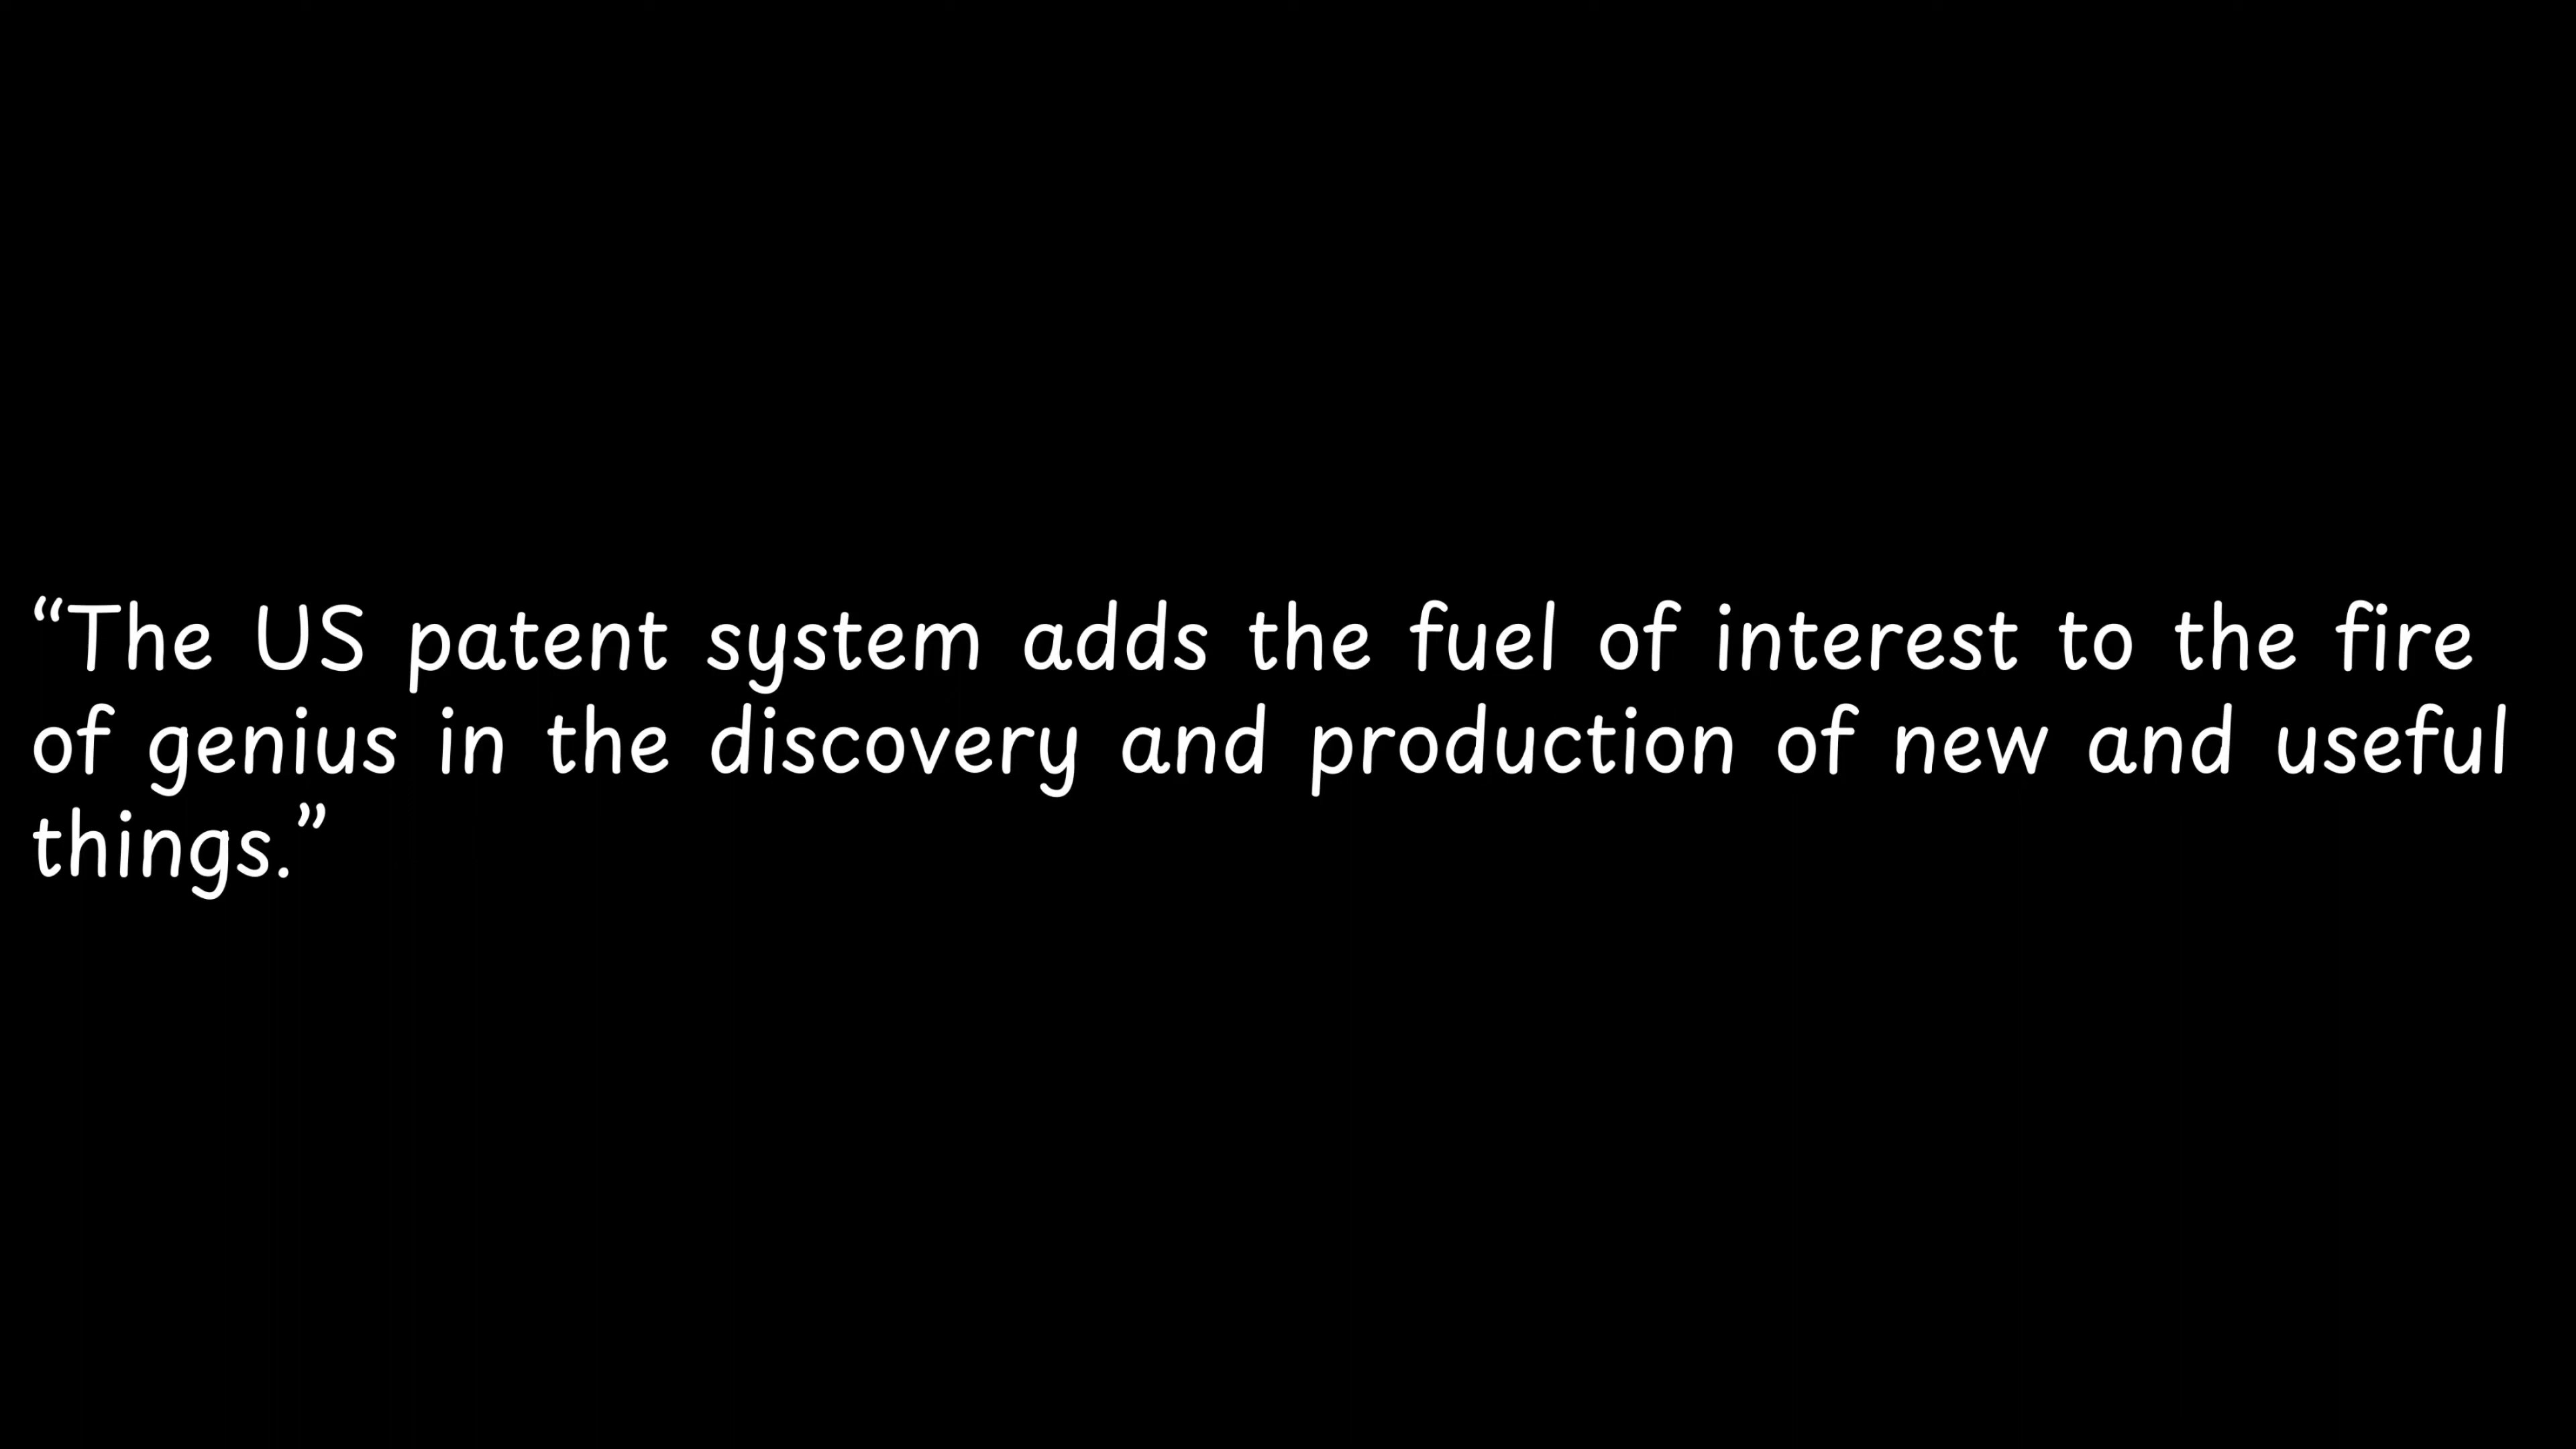 “The US patent system adds the fuel of interest to the fire
of genius in the discovery and production of new and useful
things.”